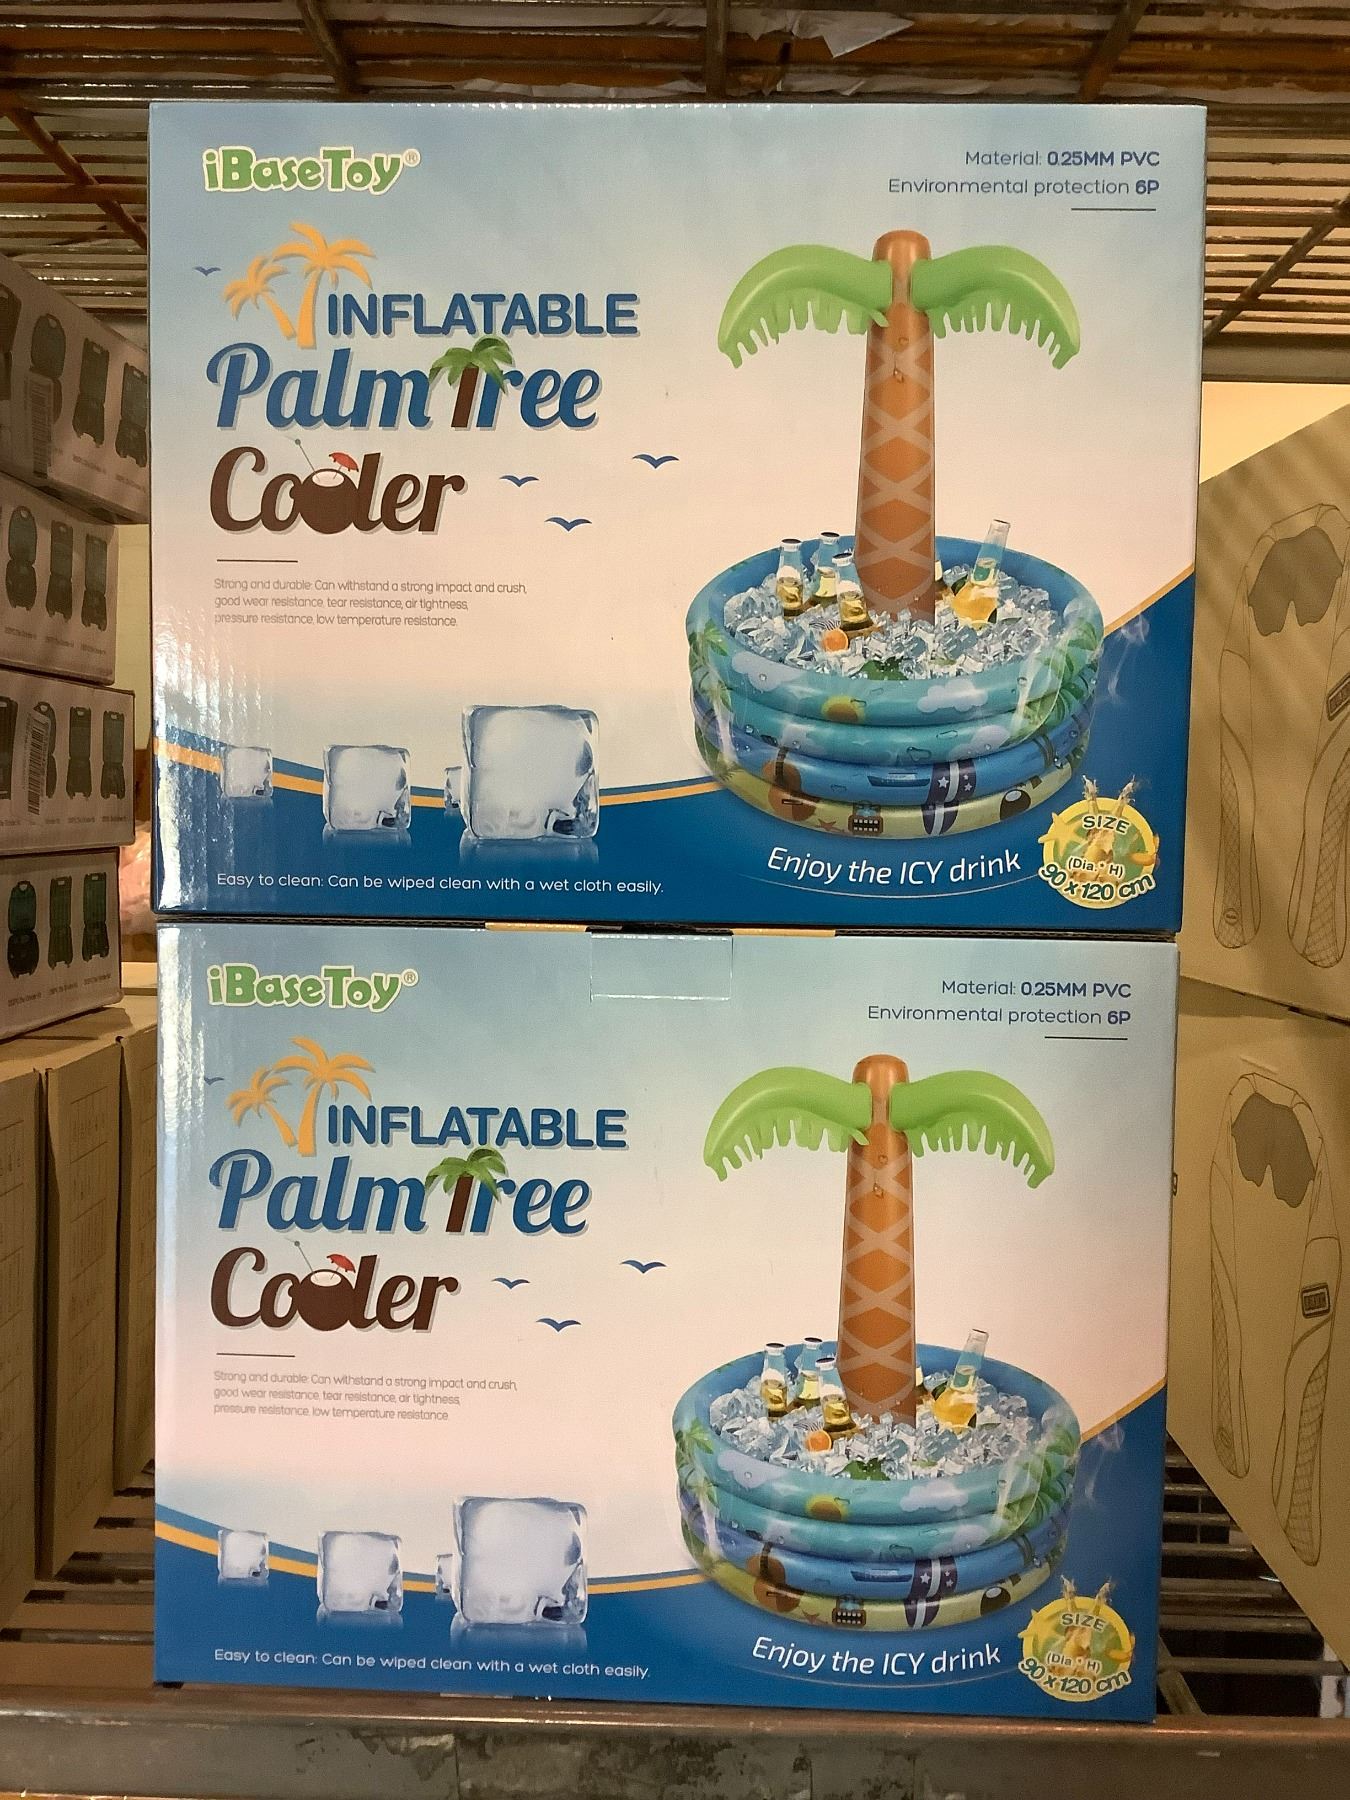 iBaseToy®
Material: 0.25MM PVC
Environmental protection 6P
INFLATABLE
Palm Tree
Cooler
Strong and durable: Can withstand a strong impact and crush,
good wear resistance, tear resistance, air tightness,
pressure resistance, low temperature resistance.
Easy to clean: Can be wiped clean with a wet cloth easily.
Enjoy the ICY drink
SIZE
(Dia.* H)
90 x 120 cm
iBaseToy®
Material: 0.25MM PVC
Environmental protection 6P
INFLATABLE
Palm Tree
Cooler
Strong and durable: Can withstand a strong impact and crush,
good wear resistance, tear resistance, air tightness,
pressure resistance, low temperature resistance.
Easy to clean: Can be wiped clean with a wet cloth easily.
Enjoy the ICY drink
SIZE
(Dia.* H)
90 x 120 cm